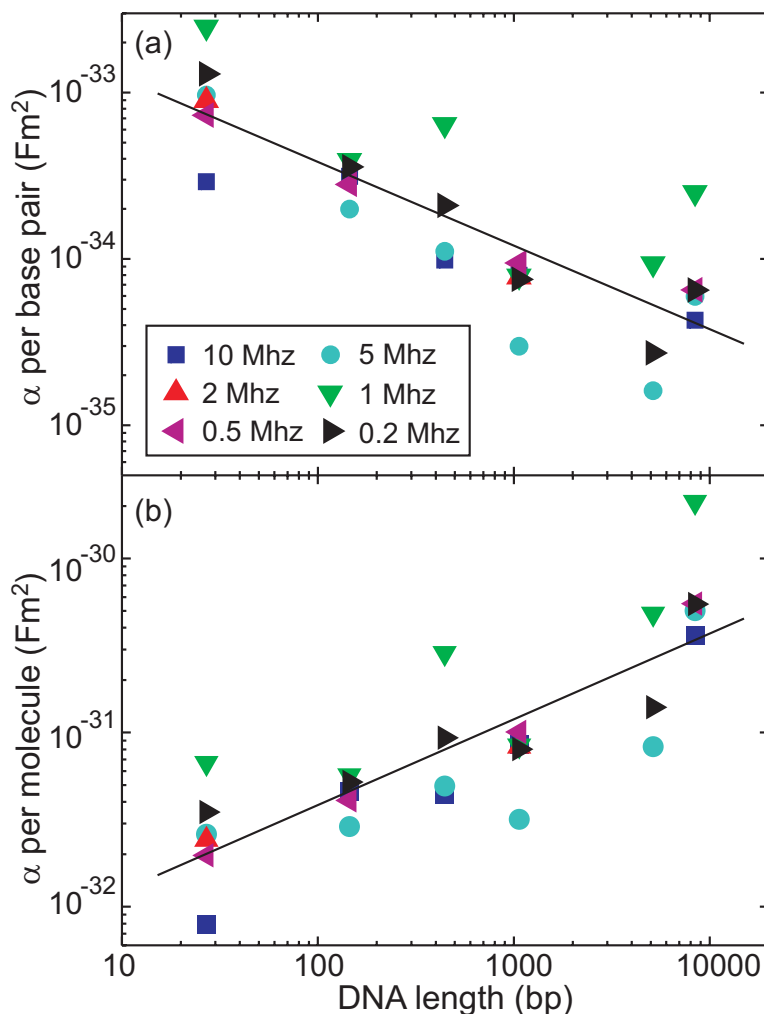 (a)
10⁻³³
10⁻³⁴
10⁻³⁵
α per base pair (Fm²)
10 Mhz
5 Mhz
2 Mhz
1 Mhz
0.5 Mhz
0.2 Mhz
(b)
10⁻³⁰
10⁻³¹
10⁻³²
α per molecule (Fm²)
10 100 1000 10000
DNA length (bp)